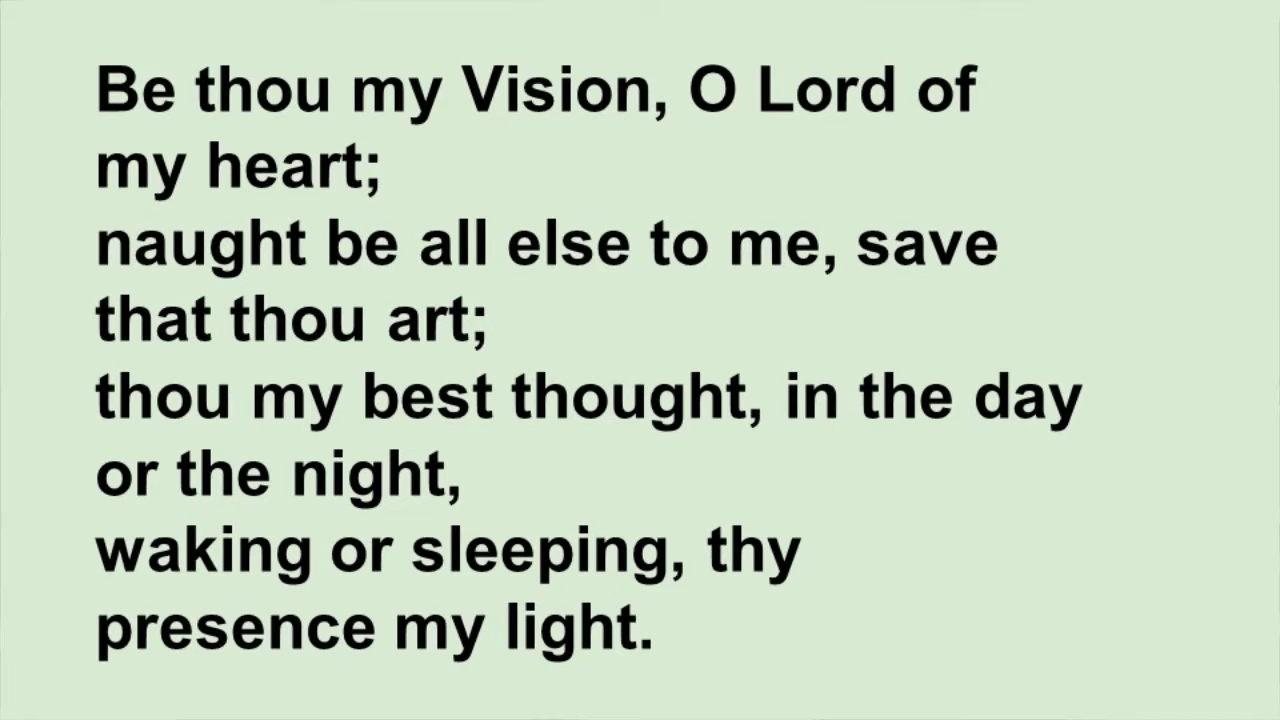 Be thou my Vision, O Lord of
my heart;
naught be all else to me, save
that thou art;
thou my best thought, in the day
or the night,
waking or sleeping, thy
presence my light.